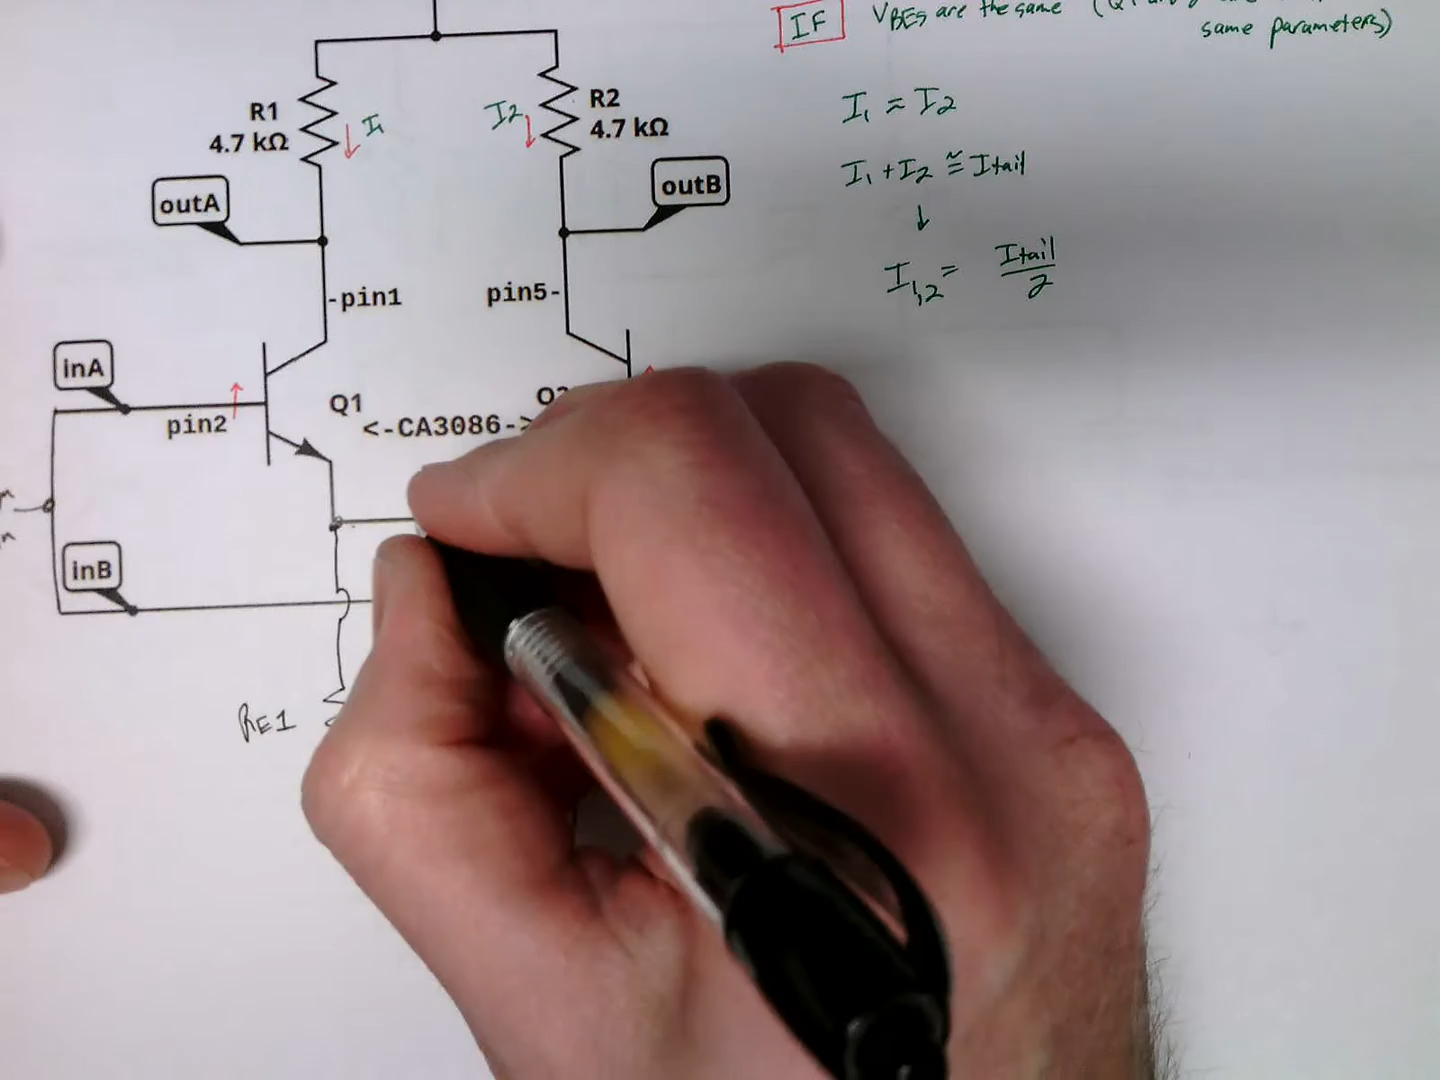 IF VBEs are the same
same parameters)
R1
4.7 kΩ
I1
I2
R2
4.7 kΩ
I1 ≈ I2
outA
outB
I1 + I2 ≅ Itail
↓
I1,2 = Itail/2
-pin1
pin5-
inA
pin2
Q1
<-CA3086->
inB
RE1